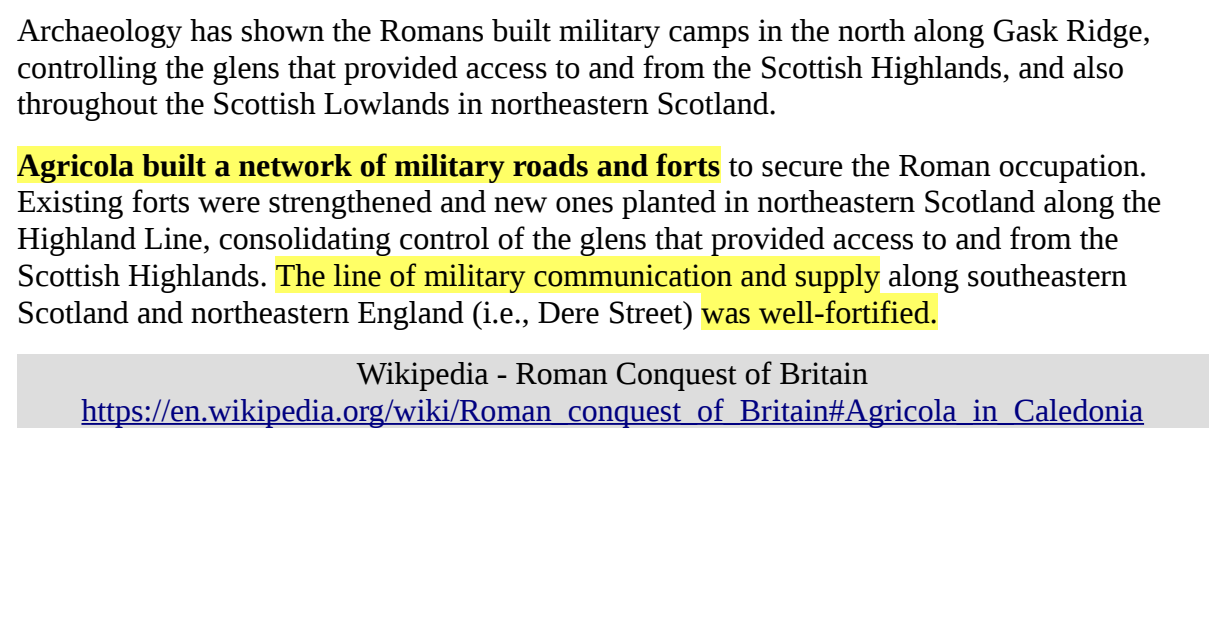 Archaeology has shown the Romans built military camps in the north along Gask Ridge,
controlling the glens that provided access to and from the Scottish Highlands, and also
throughout the Scottish Lowlands in northeastern Scotland.
Agricola built a network of military roads and forts to secure the Roman occupation.
Existing forts were strengthened and new ones planted in northeastern Scotland along the
Highland Line, consolidating control of the glens that provided access to and from the
Scottish Highlands. The line of military communication and supply along southeastern
Scotland and northeastern England (i.e., Dere Street) was well-fortified.
Wikipedia - Roman Conquest of Britain
https://en.wikipedia.org/wiki/Roman_conquest_of_Britain#Agricola_in_Caledonia